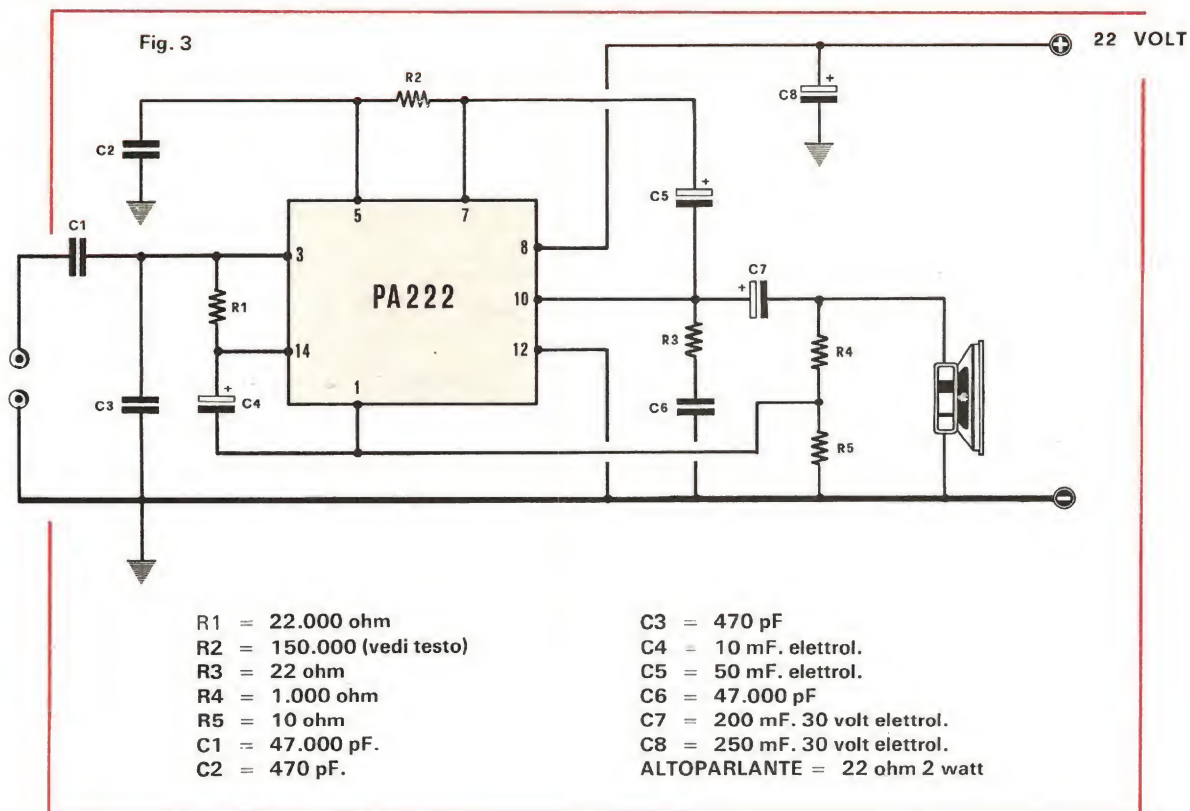 Fig. 3
22 VOLT
R2
C8
+
C2
C5
+
C1
5
7
3
8
PA222
C7
+
R1
10
R3
R4
14
12
+
C4
1
C3
C6
R5
R1 = 22.000 ohm
R2 = 150.000 (vedi testo)
R3 = 22 ohm
R4 = 1.000 ohm
R5 = 10 ohm
C1 = 47.000 pF.
C2 = 470 pF.
C3 = 470 pF
C4 = 10 mF. elettrol.
C5 = 50 mF. elettrol.
C6 = 47.000 pF
C7 = 200 mF. 30 volt elettrol.
C8 = 250 mF. 30 volt elettrol.
ALTOPARLANTE = 22 ohm 2 watt